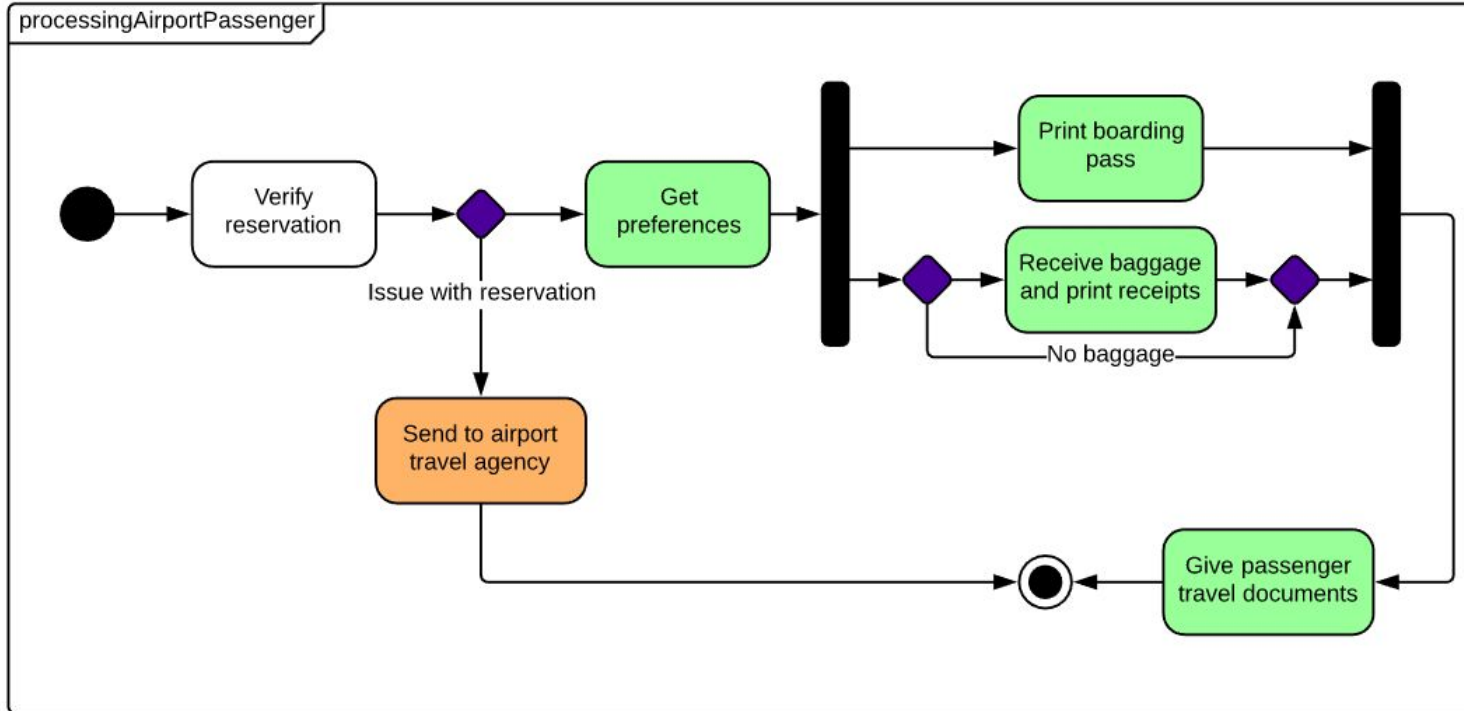 processingAirportPassenger
Verify
reservation
Get
preferences
Print boarding
pass
Receive baggage
and print receipts
No baggage
Issue with reservation
Send to airport
travel agency
Give passenger
travel documents